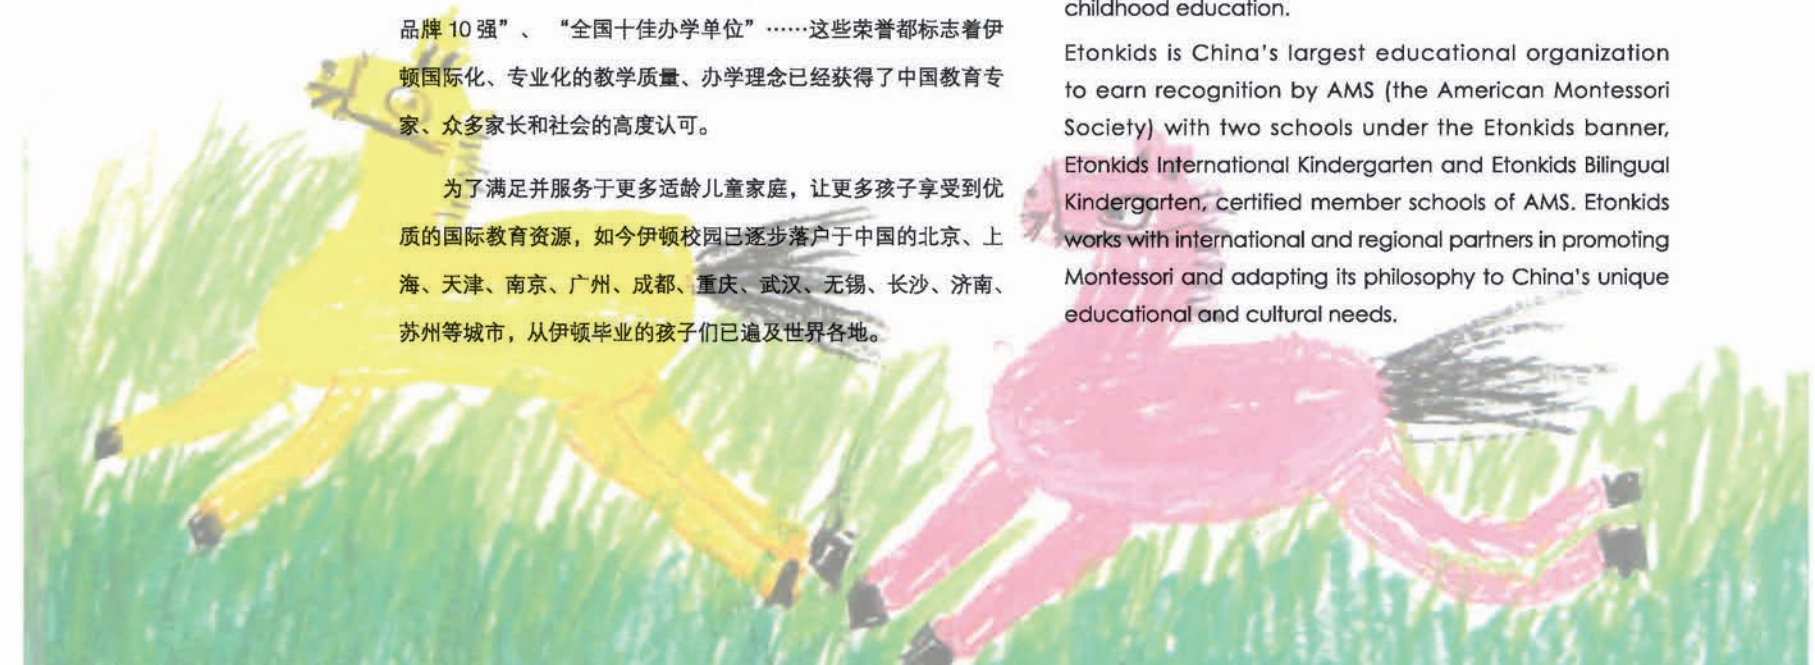 品牌 10 强”、 “全国十佳办学单位”……这些荣誉都标志着伊
顿国际化、专业化的教学质量、办学理念已经获得了中国教育专
家、众多家长和社会的高度认可。
为了满足并服务于更多适龄儿童家庭，让更多孩子享受到优
质的国际教育资源，如今伊顿校园已逐步落户于中国的北京、上
海、天津、南京、广州、成都、重庆、武汉、无锡、长沙、济南、
苏州等城市，从伊顿毕业的孩子们已遍及世界各地。
childhood education.
Etonkids is China's largest educational organization
to earn recognition by AMS (the American Montessori
Society) with two schools under the Etonkids banner,
Etonkids International Kindergarten and Etonkids Bilingual
Kindergarten, certified member schools of AMS. Etonkids
works with international and regional partners in promoting
Montessori and adapting its philosophy to China's unique
educational and cultural needs.